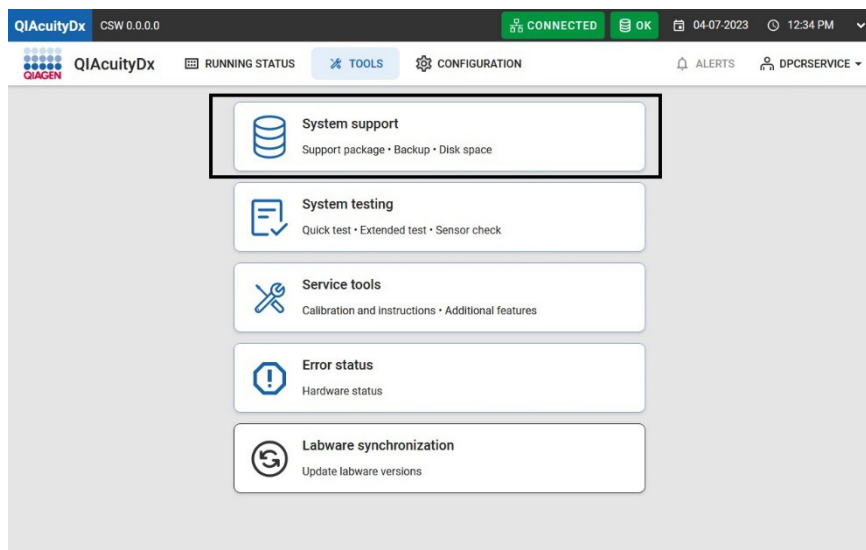 QIAcuityDx CSW 0.0.0.0 CONNECTED OK 04-07-2023 12:34 PM
QIAGEN QIAcuityDx RUNNING STATUS TOOLS CONFIGURATION ALERTS DPCRSERVICE
System support
Support package • Backup • Disk space
System testing
Quick test • Extended test • Sensor check
Service tools
Calibration and instructions • Additional features
Error status
Hardware status
Labware synchronization
Update labware versions